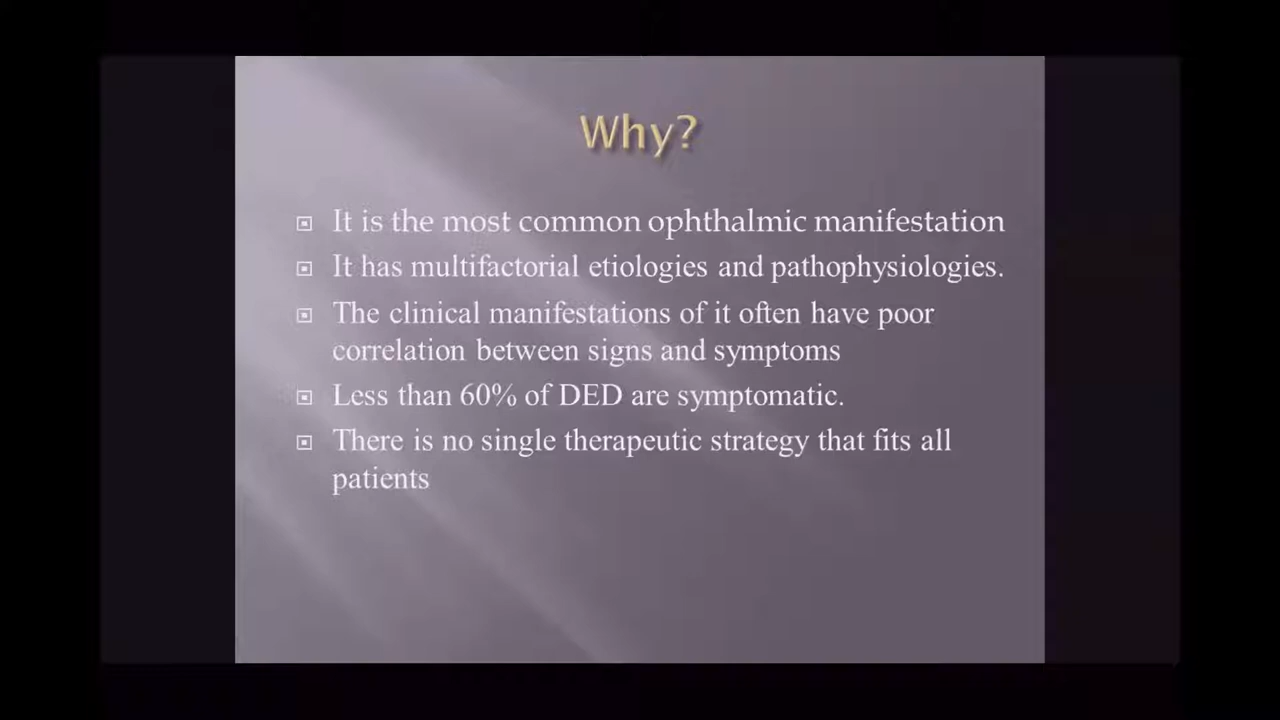 Why?
It is the most common ophthalmic manifestation
It has multifactorial etiologies and pathophysiologies.
The clinical manifestations of it often have poor
correlation between signs and symptoms
Less than 60% of DED are symptomatic.
There is no single therapeutic strategy that fits all
patients